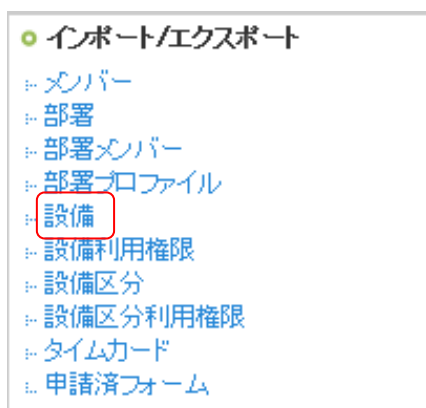 インポート/エクスポート
メンバー
部署
部署メンバー
部署プロファイル
設備
設備利用権限
設備区分
設備区分利用権限
タイムカード
申請済フォーム